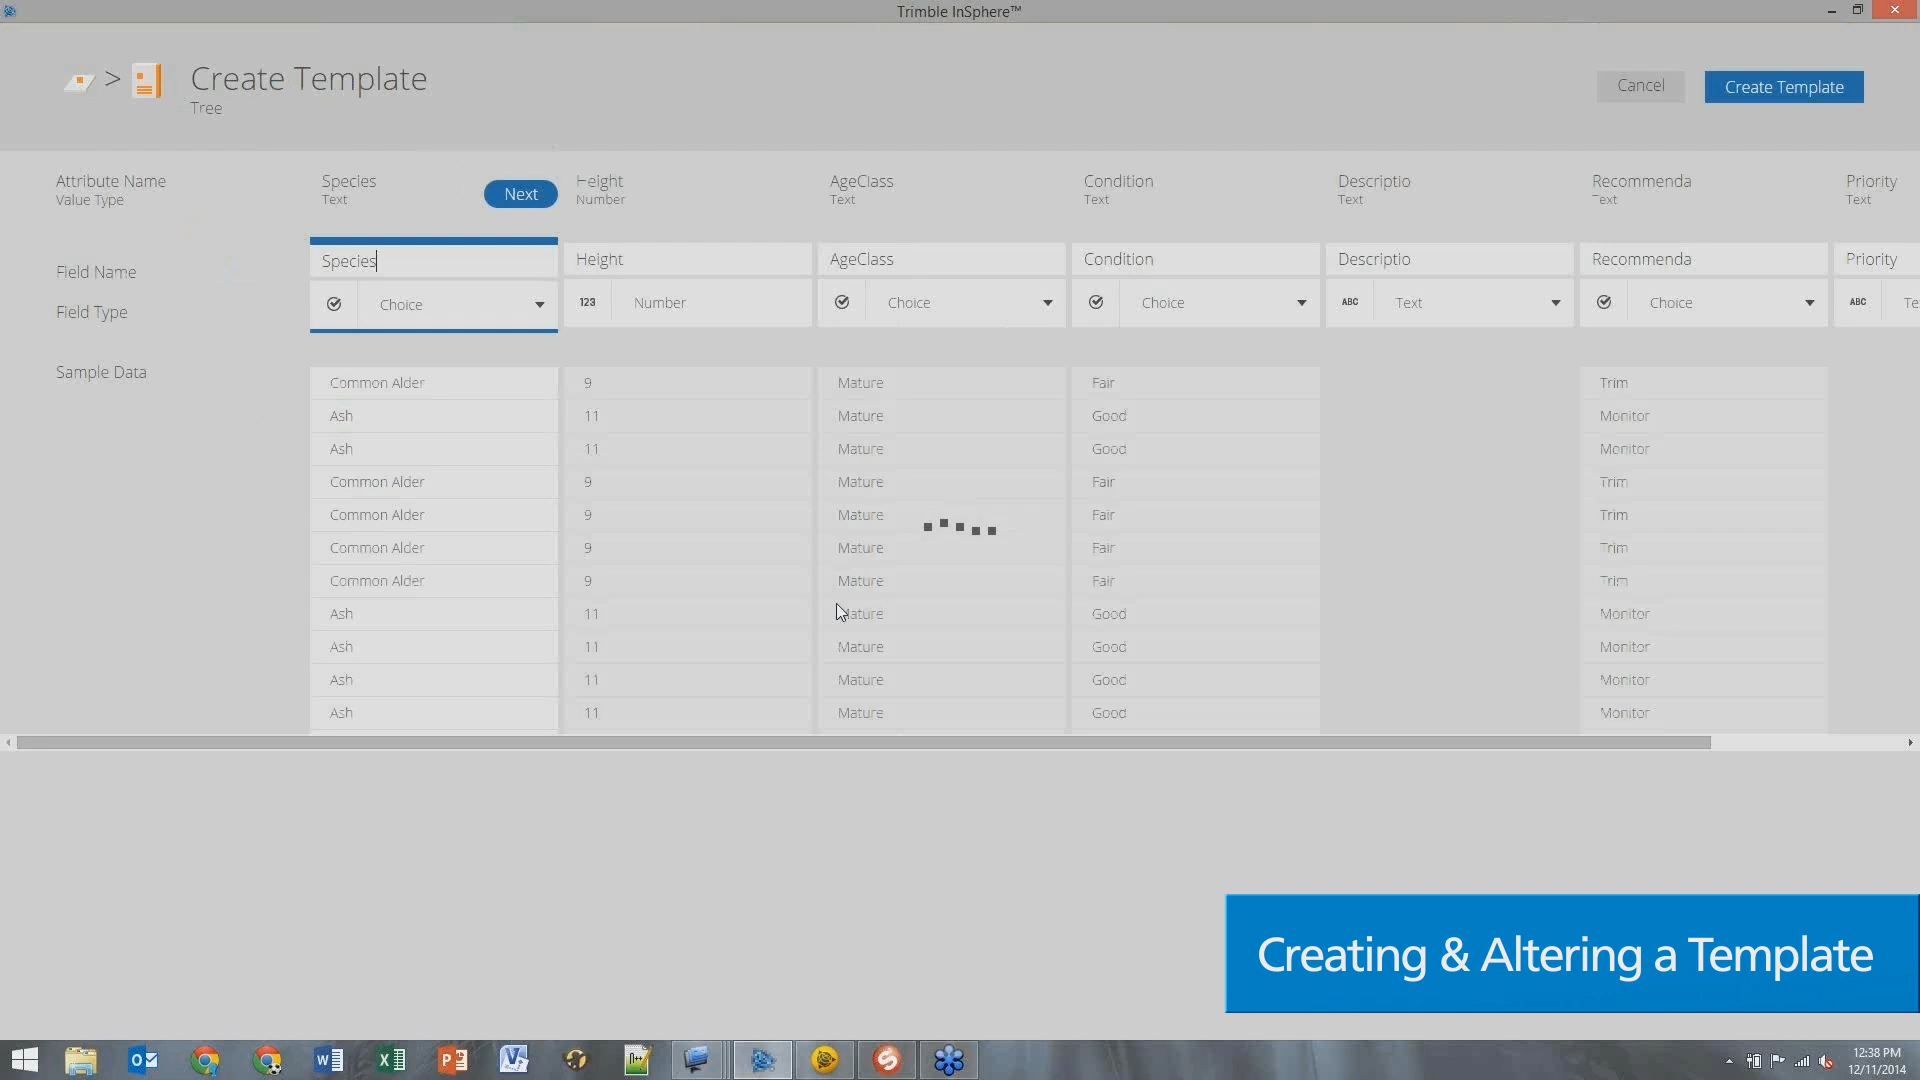 Trimble InSphere™
>
Create Template
Tree
Cancel
Create Template
Attribute Name
Value Type
Species
Text
Next
Height
Number
AgeClass
Text
Condition
Text
Descriptio
Text
Recommenda
Text
Priority
Text
Field Name
Species
Height
AgeClass
Condition
Descriptio
Recommenda
Priority
Field Type
Choice
123 Number
Choice
Choice
ABC Text
Choice
ABC Te
Sample Data
Common Alder 9 Mature Fair Trim
Ash 11 Mature Good Monitor
Ash 11 Mature Good Monitor
Common Alder 9 Mature Fair Trim
Common Alder 9 Mature Fair Trim
Common Alder 9 Mature Fair Trim
Common Alder 9 Mature Fair Trim
Ash 11 Mature Good Monitor
Ash 11 Mature Good Monitor
Ash 11 Mature Good Monitor
Ash 11 Mature Good Monitor
Creating & Altering a Template
12:38 PM
12/11/2014